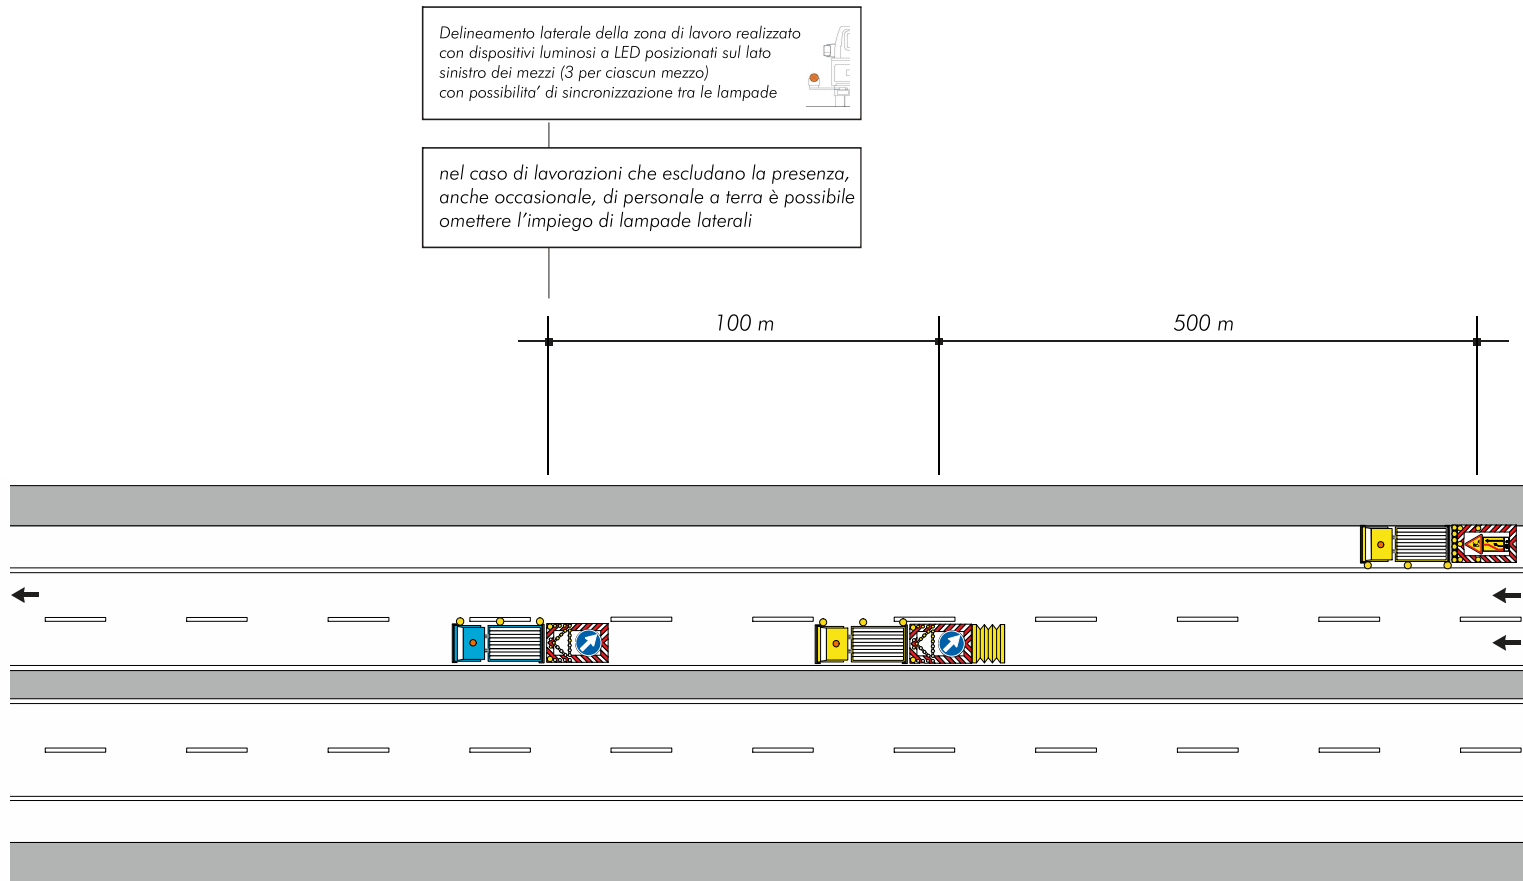 Delineamento laterale della zona di lavoro realizzato
con dispositivi luminosi a LED posizionati sul lato
sinistro dei mezzi (3 per ciascun mezzo)
con possibilita' di sincronizzazione tra le lampade
nel caso di lavorazioni che escludano la presenza,
anche occasionale, di personale a terra è possibile
omettere l'impiego di lampade laterali
100 m
500 m